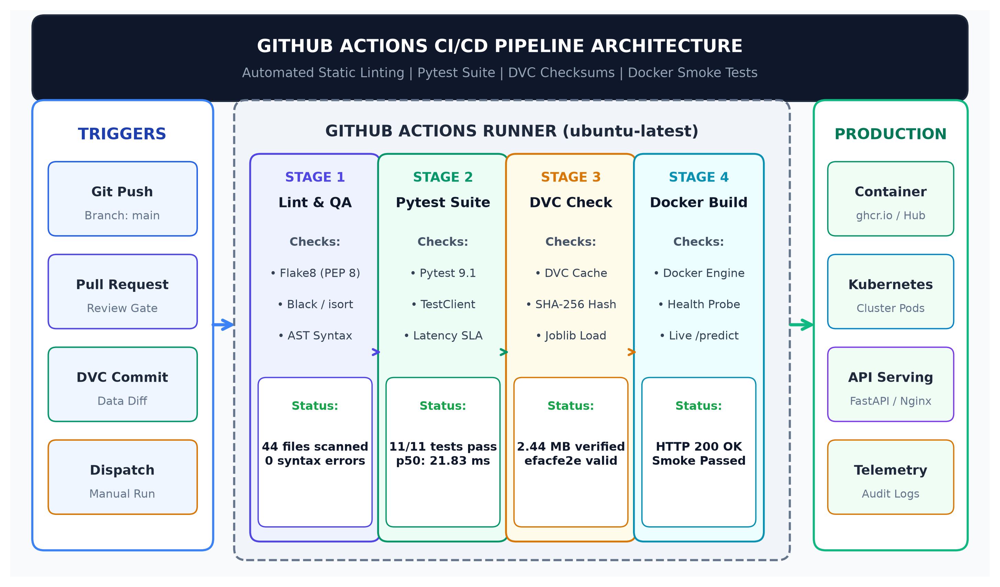 GITHUB ACTIONS CI/CD PIPELINE ARCHITECTURE
Automated Static Linting | Pytest Suite | DVC Checksums | Docker Smoke Tests
TRIGGERS
Git Push
Branch: main
Pull Request
Review Gate
DVC Commit
Data Diff
Dispatch
Manual Run
GITHUB ACTIONS RUNNER (ubuntu-latest)
STAGE 1
Lint & QA
Checks:
• Flake8 (PEP 8)
• Black / isort
• AST Syntax
Status:
44 files scanned
0 syntax errors
STAGE 2
Pytest Suite
Checks:
• Pytest 9.1
• TestClient
• Latency SLA
Status:
11/11 tests pass
p50: 21.83 ms
STAGE 3
DVC Check
Checks:
• DVC Cache
• SHA-256 Hash
• Joblib Load
Status:
2.44 MB verified
efacfe2e valid
STAGE 4
Docker Build
Checks:
• Docker Engine
• Health Probe
• Live /predict
Status:
HTTP 200 OK
Smoke Passed
PRODUCTION
Container
ghcr.io / Hub
Kubernetes
Cluster Pods
API Serving
FastAPI / Nginx
Telemetry
Audit Logs